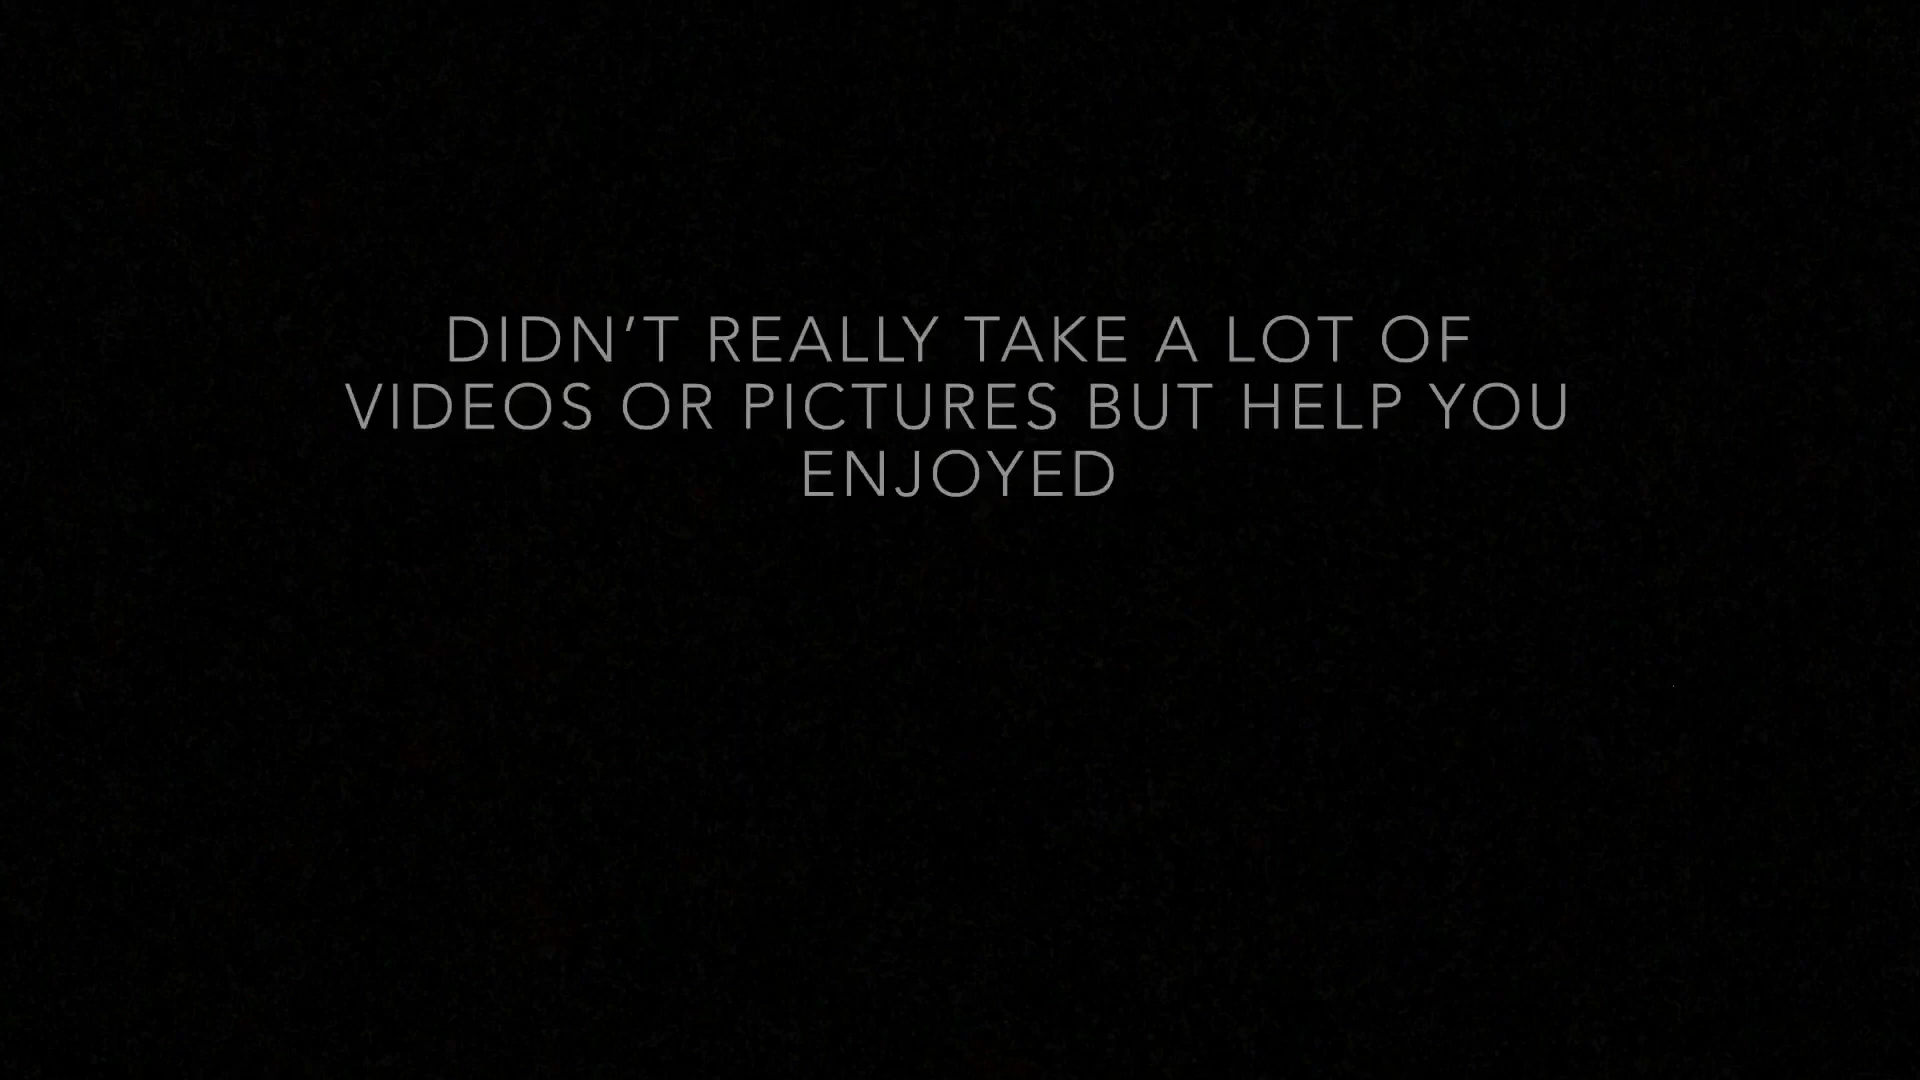 DIDN’T REALLY TAKE A LOT OF
VIDEOS OR PICTURES BUT HELP YOU
ENJOYED